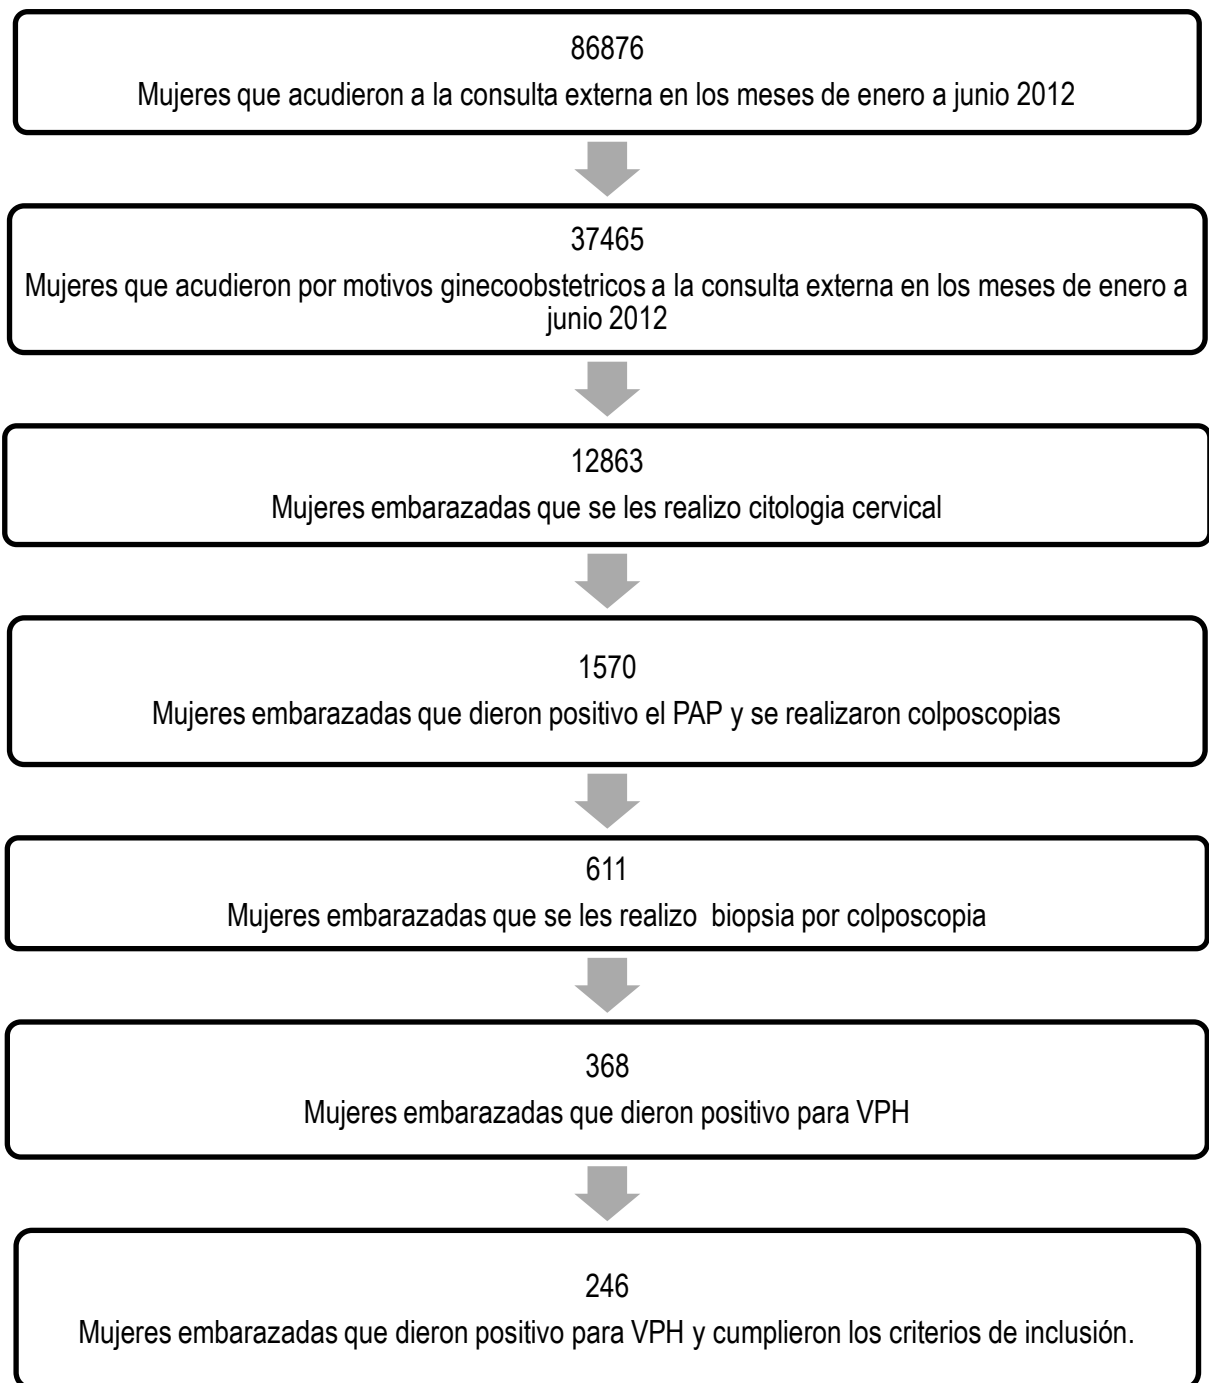 86876
Mujeres que acudieron a la consulta externa en los meses de enero a junio 2012
37465
Mujeres que acudieron por motivos ginecoobstetricos a la consulta externa en los meses de enero a
junio 2012
12863
Mujeres embarazadas que se les realizo citologia cervical
1570
Mujeres embarazadas que dieron positivo el PAP y se realizaron colposcopias
611
Mujeres embarazadas que se les realizo biopsia por colposcopia
368
Mujeres embarazadas que dieron positivo para VPH
246
Mujeres embarazadas que dieron positivo para VPH y cumplieron los criterios de inclusión.